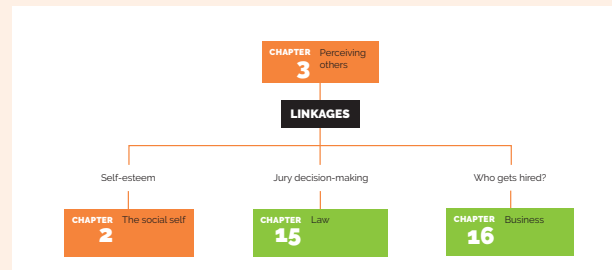 CHAPTER 3 Perceiving
others
LINKAGES
Self-esteem
Jury decision-making
Who gets hired?
CHAPTER 2 The social self
CHAPTER 15 Law
CHAPTER 16 Business